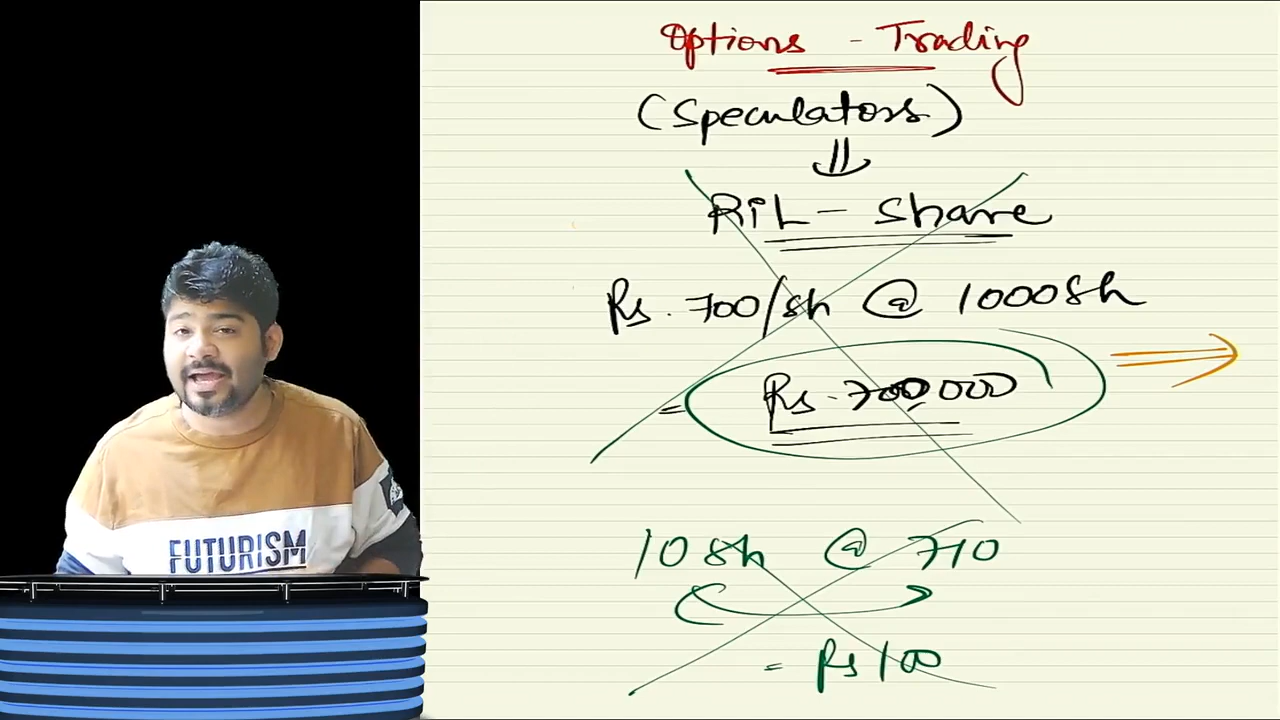 Options - Trading
(Speculators)
RIL - Share
Rs. 700/sh @ 1000sh
= Rs. 700,000
10 sh @ 710
= Rs 100
FUTURISM